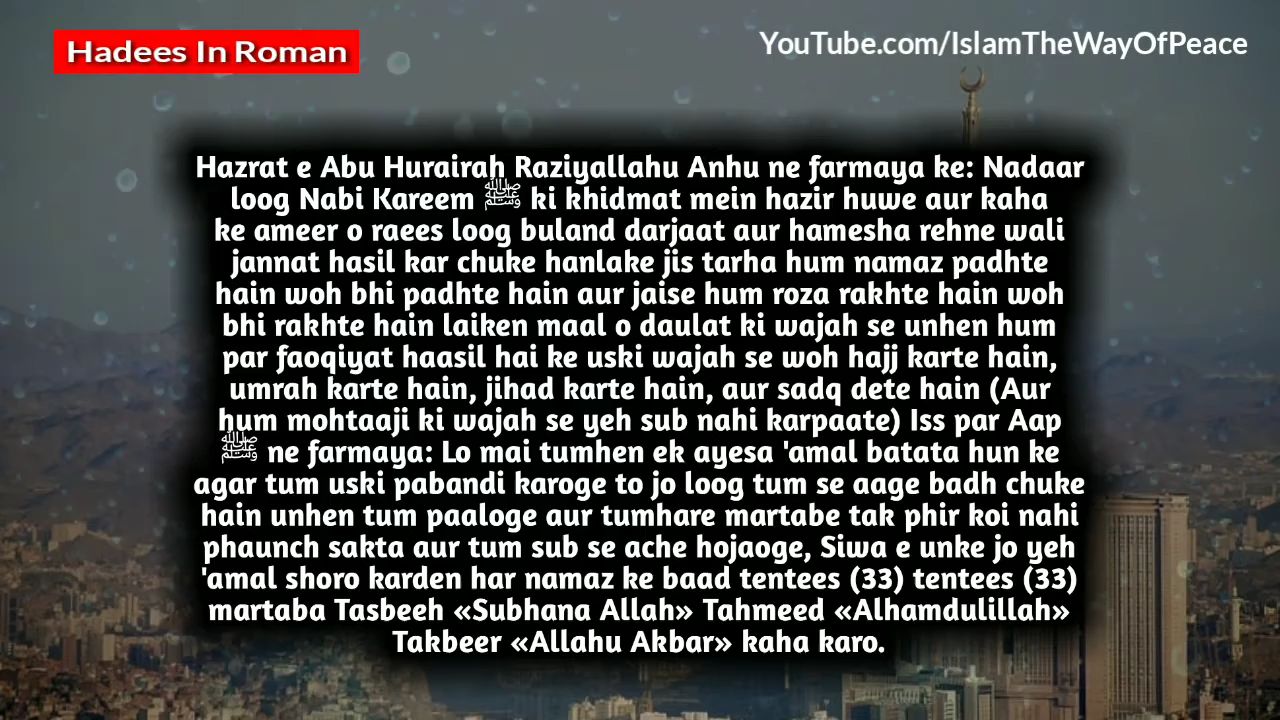 Hadees In Roman
YouTube.com/IslamTheWayOfPeace
Hazrat e Abu Hurairah Raziyallahu Anhu ne farmaya ke: Nadaar
loog Nabi Kareem ﷺ ki khidmat mein hazir huwe aur kaha
ke ameer o raees loog buland darjaat aur hamesha rehne wali
jannat hasil kar chuke hanlake jis tarha hum namaz padhte
hain woh bhi padhte hain aur jaise hum roza rakhte hain woh
bhi rakhte hain laiken maal o daulat ki wajah se unhen hum
par faoqiyat haasil hai ke uski wajah se woh hajj karte hain,
umrah karte hain, jihad karte hain, aur sadq dete hain (Aur
hum mohtaaji ki wajah se yeh sub nahi karpaate) Iss par Aap
ﷺ ne farmaya: Lo mai tumhen ek ayesa 'amal batata hun ke
agar tum uski pabandi karoge to jo loog tum se aage badh chuke
hain unhen tum paaloge aur tumhare martabe tak phir koi nahi
phaunch sakta aur tum sub se ache hojaoge, Siwa e unke jo yeh
'amal shoro karden har namaz ke baad tentees (33) tentees (33)
martaba Tasbeeh «Subhana Allah» Tahmeed «Alhamdulillah»
Takbeer «Allahu Akbar» kaha karo.